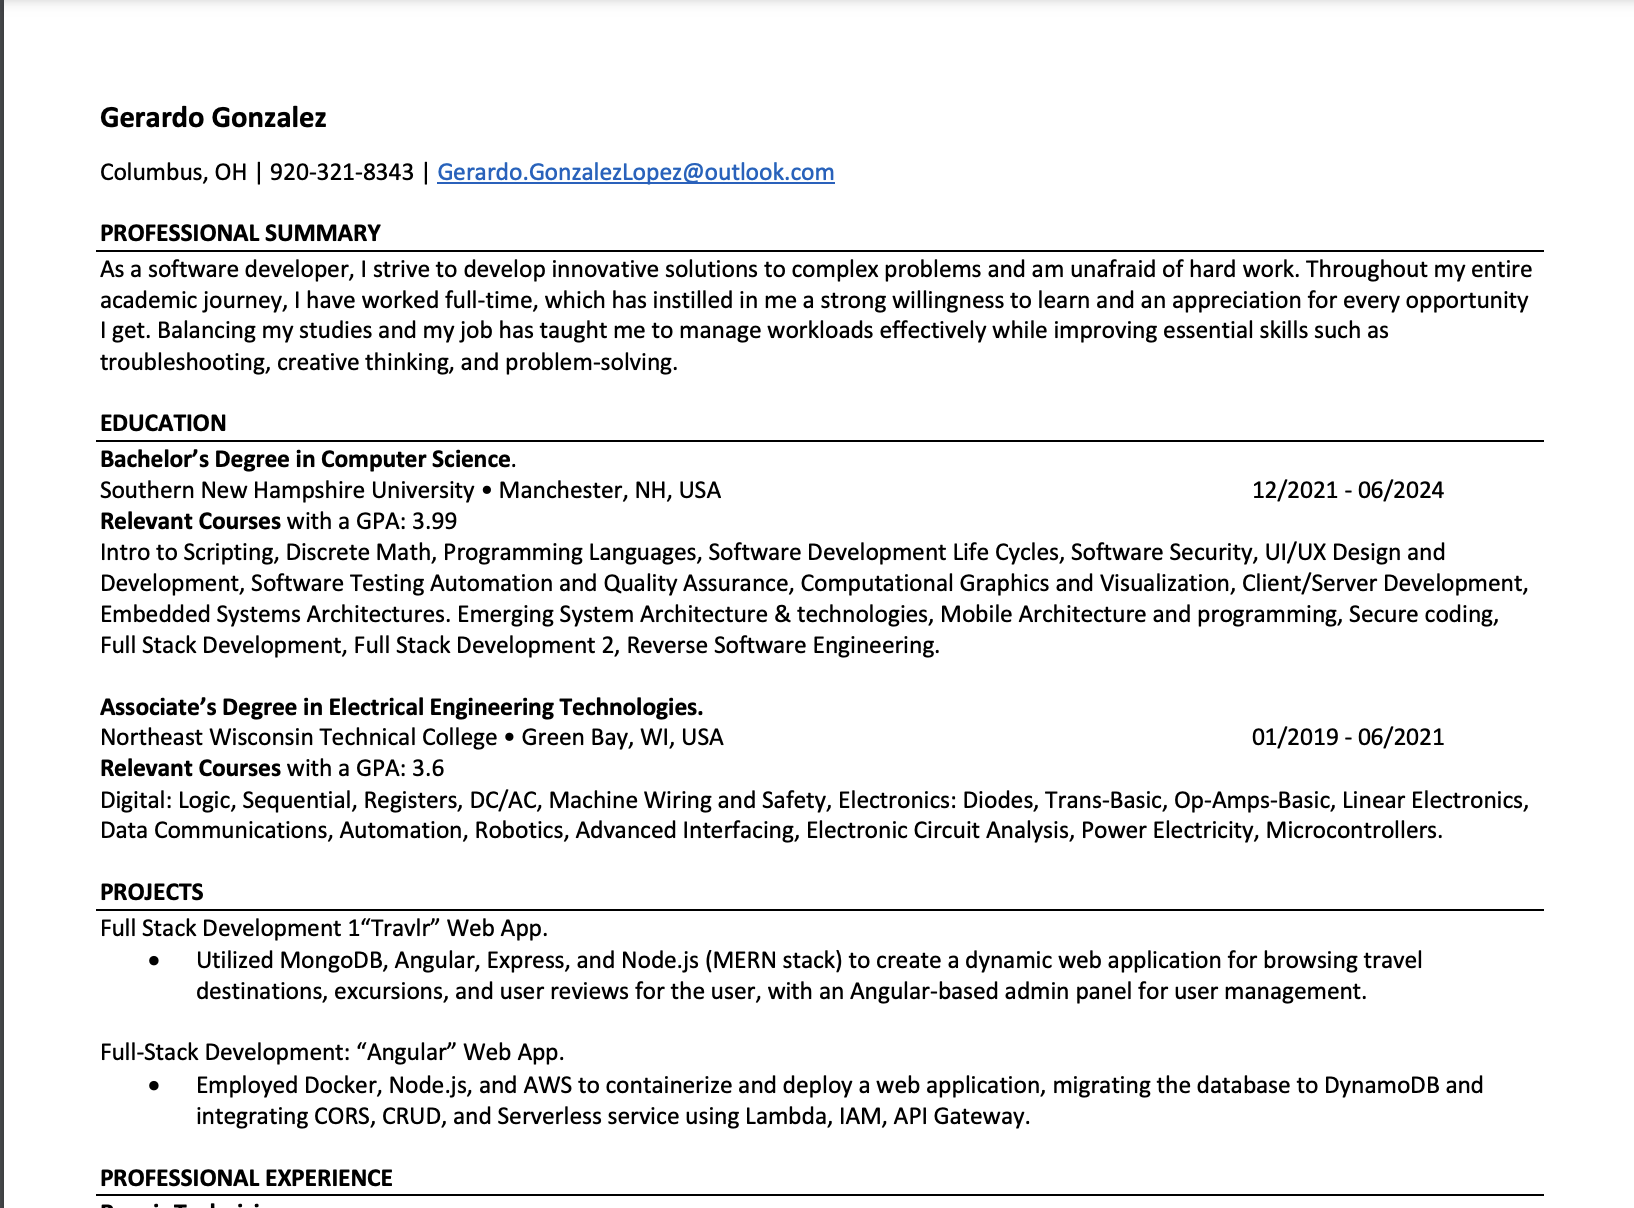 Gerardo Gonzalez
Columbus, OH | 920-321-8343 | Gerardo.GonzalezLopez@outlook.com
PROFESSIONAL SUMMARY
As a software developer, I strive to develop innovative solutions to complex problems and am unafraid of hard work. Throughout my entire
academic journey, I have worked full-time, which has instilled in me a strong willingness to learn and an appreciation for every opportunity
I get. Balancing my studies and my job has taught me to manage workloads effectively while improving essential skills such as
troubleshooting, creative thinking, and problem-solving.
EDUCATION
Bachelor’s Degree in Computer Science.
Southern New Hampshire University • Manchester, NH, USA 12/2021 - 06/2024
Relevant Courses with a GPA: 3.99
Intro to Scripting, Discrete Math, Programming Languages, Software Development Life Cycles, Software Security, UI/UX Design and
Development, Software Testing Automation and Quality Assurance, Computational Graphics and Visualization, Client/Server Development,
Embedded Systems Architectures. Emerging System Architecture & technologies, Mobile Architecture and programming, Secure coding,
Full Stack Development, Full Stack Development 2, Reverse Software Engineering.
Associate’s Degree in Electrical Engineering Technologies.
Northeast Wisconsin Technical College • Green Bay, WI, USA 01/2019 - 06/2021
Relevant Courses with a GPA: 3.6
Digital: Logic, Sequential, Registers, DC/AC, Machine Wiring and Safety, Electronics: Diodes, Trans-Basic, Op-Amps-Basic, Linear Electronics,
Data Communications, Automation, Robotics, Advanced Interfacing, Electronic Circuit Analysis, Power Electricity, Microcontrollers.
PROJECTS
Full Stack Development 1“Travlr” Web App.
• Utilized MongoDB, Angular, Express, and Node.js (MERN stack) to create a dynamic web application for browsing travel
destinations, excursions, and user reviews for the user, with an Angular-based admin panel for user management.
Full-Stack Development: “Angular” Web App.
• Employed Docker, Node.js, and AWS to containerize and deploy a web application, migrating the database to DynamoDB and
integrating CORS, CRUD, and Serverless service using Lambda, IAM, API Gateway.
PROFESSIONAL EXPERIENCE